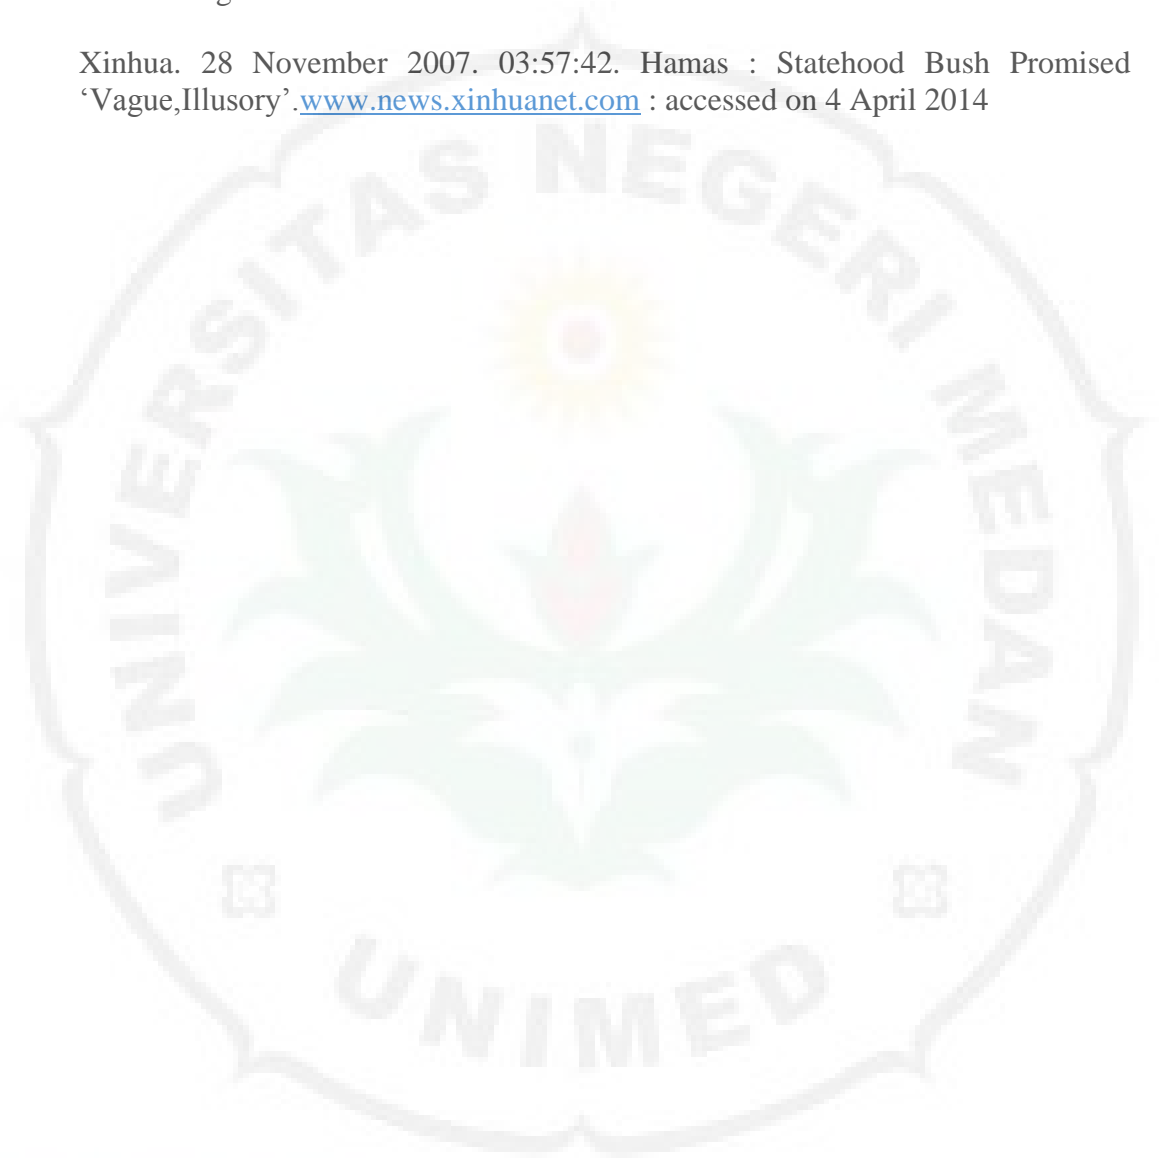 Xinhua. 28 November 2007. 03:57:42. Hamas : Statehood Bush Promised
‘Vague,Illusory’.www.news.xinhuanet.com : accessed on 4 April 2014
UNIVERSITAS NEGERI MEDAN
UNIMED